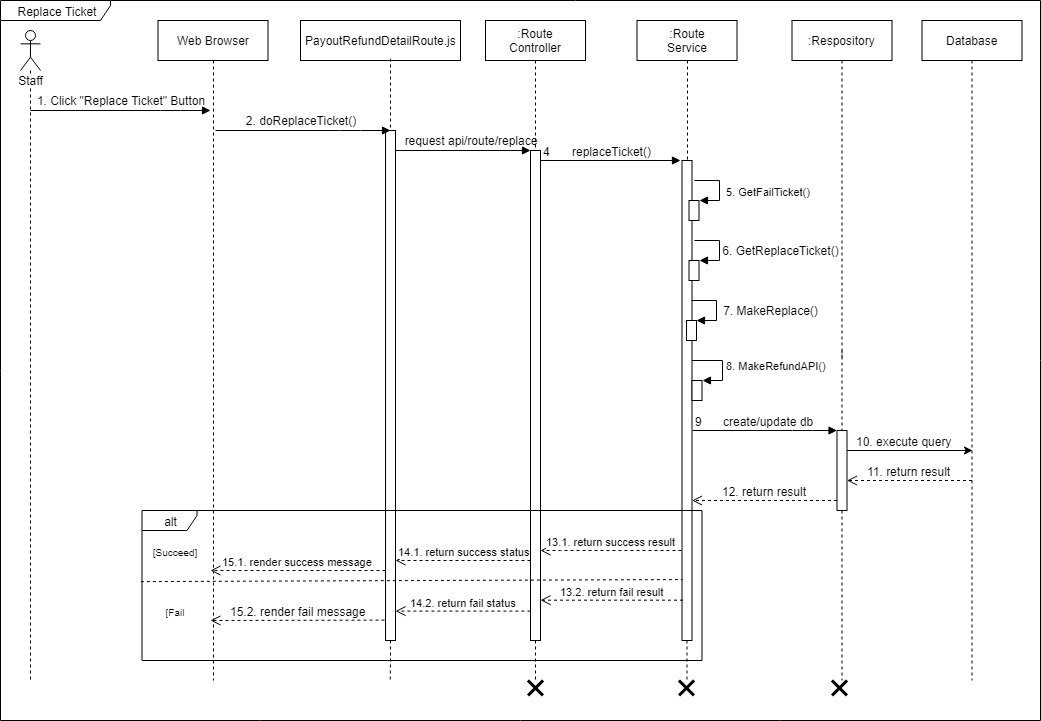 Replace Ticket
Web Browser
PayoutRefundDetailRoute.js
:Route
Controller
:Route
Service
:Respository
Database
Staff
1. Click "Replace Ticket" Button
2. doReplaceTicket()
request api/route/replace
4
replaceTicket()
5. GetFailTicket()
6. GetReplaceTicket()
7. MakeReplace()
8. MakeRefundAPI()
9
create/update db
10. execute query
11. return result
12. return result
alt
[Succeed]
13.1. return success result
14.1. return success status
15.1. render success message
13.2. return fail result
14.2. return fail status
[Fail
15.2. render fail message